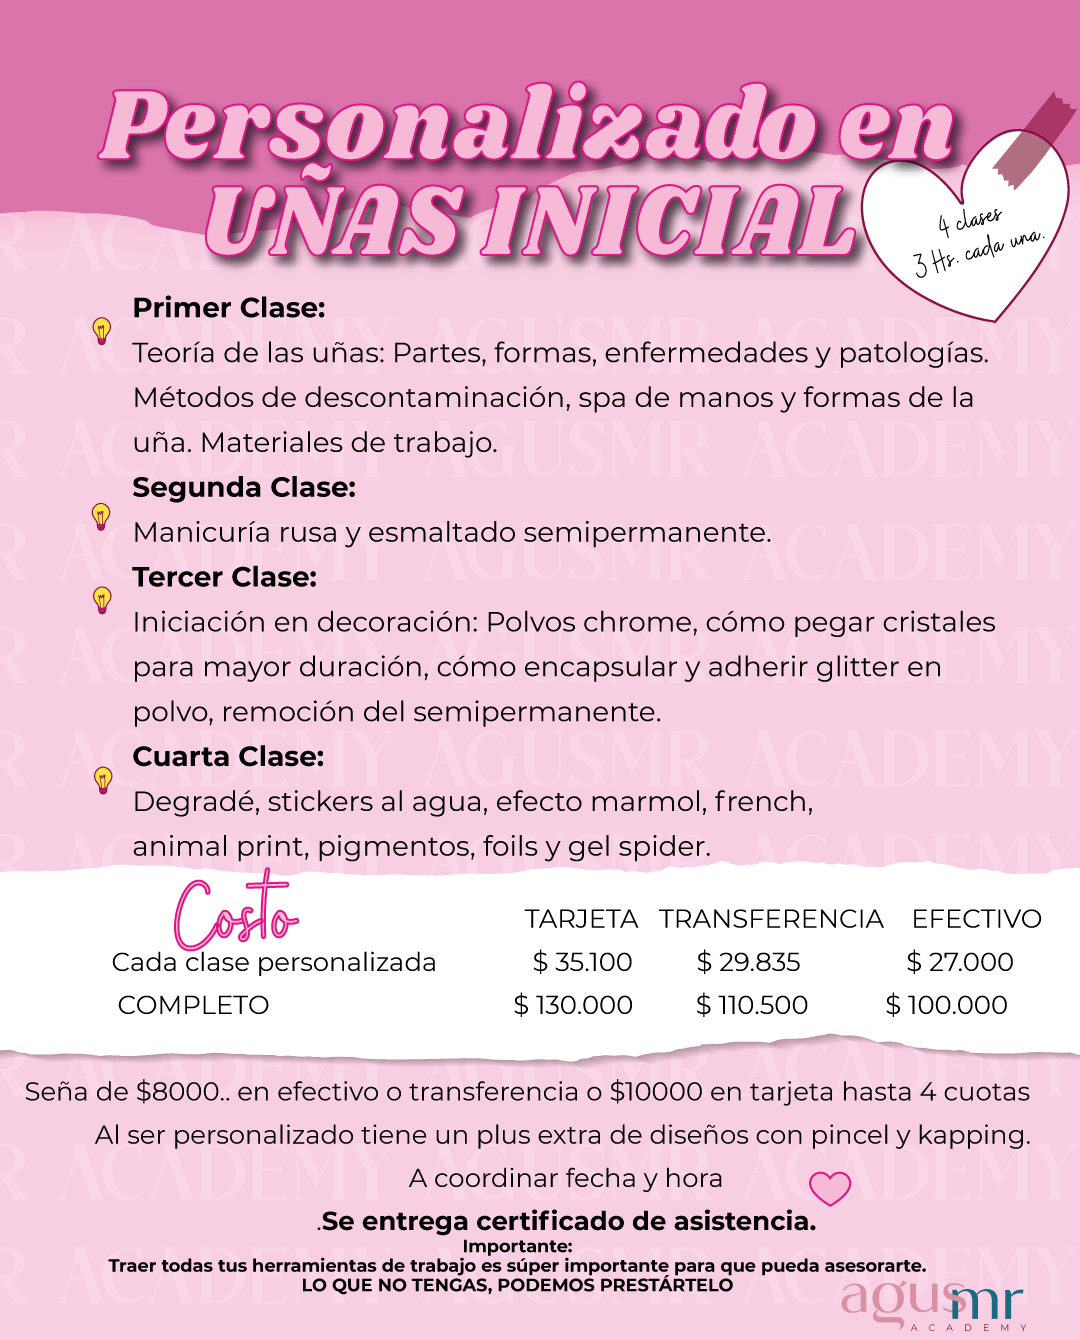 Personalizado en
UÑAS INICIAL
4 clases
3 Hs. cada una.
Primer Clase:
Teoría de las uñas: Partes, formas, enfermedades y patologías.
Métodos de descontaminación, spa de manos y formas de la
uña. Materiales de trabajo.
Segunda Clase:
Manicuría rusa y esmaltado semipermanente.
Tercer Clase:
Iniciación en decoración: Polvos chrome, cómo pegar cristales
para mayor duración, cómo encapsular y adherir glitter en
polvo, remoción del semipermanente.
Cuarta Clase:
Degradé, stickers al agua, efecto marmol, french,
animal print, pigmentos, foils y gel spider.
Costo
TARJETA TRANSFERENCIA EFECTIVO
Cada clase personalizada $ 35.100 $ 29.835 $ 27.000
COMPLETO $ 130.000 $ 110.500 $ 100.000
Seña de $8000.. en efectivo o transferencia o $10000 en tarjeta hasta 4 cuotas
Al ser personalizado tiene un plus extra de diseños con pincel y kapping.
A coordinar fecha y hora
.Se entrega certificado de asistencia.
Importante:
Traer todas tus herramientas de trabajo es súper importante para que pueda asesorarte.
LO QUE NO TENGAS, PODEMOS PRESTÁRTELO
agusmr
ACADEMY